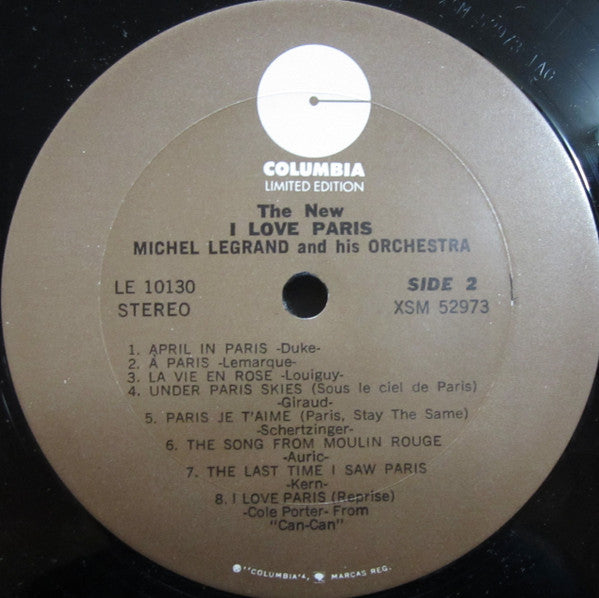 XSM 52973 1AG
COLUMBIA
LIMITED EDITION
The New
I LOVE PARIS
MICHEL LEGRAND and his ORCHESTRA
LE 10130
STEREO
SIDE 2
XSM 52973
1. APRIL IN PARIS -Duke-
2. À PARIS -Lemarque-
3. LA VIE EN ROSE -Louiguy-
4. UNDER PARIS SKIES (Sous le ciel de Paris)
-Giraud-
5. PARIS JE T'AIME (Paris, Stay The Same)
-Schertzinger-
6. THE SONG FROM MOULIN ROUGE
-Auric-
7. THE LAST TIME I SAW PARIS
-Kern-
8. I LOVE PARIS (Reprise)
-Cole Porter- From
"Can-Can"
® "COLUMBIA", MARCAS REG.